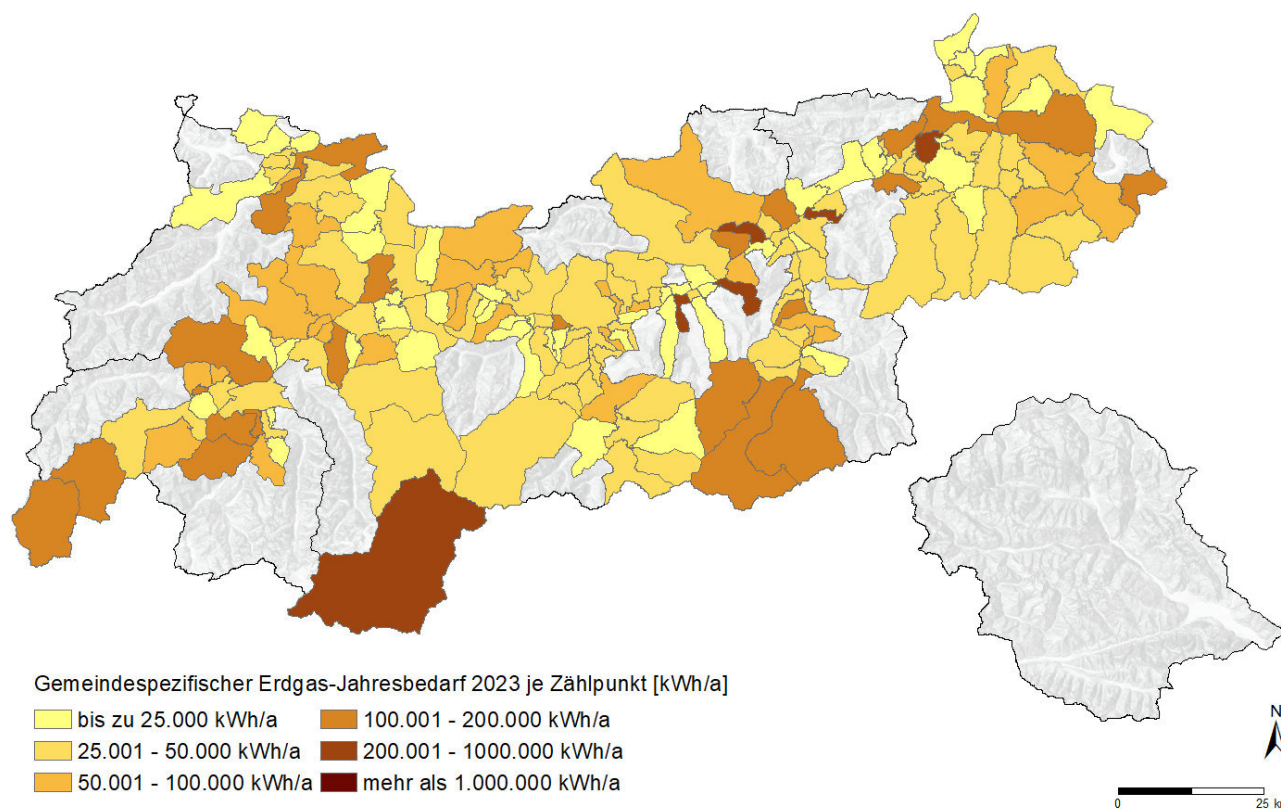 Gemeindespezifischer Erdgas-Jahresbedarf 2023 je Zählpunkt [kWh/a]
bis zu 25.000 kWh/a
25.001 - 50.000 kWh/a
50.001 - 100.000 kWh/a
100.001 - 200.000 kWh/a
200.001 - 1000.000 kWh/a
mehr als 1.000.000 kWh/a
N
0 25